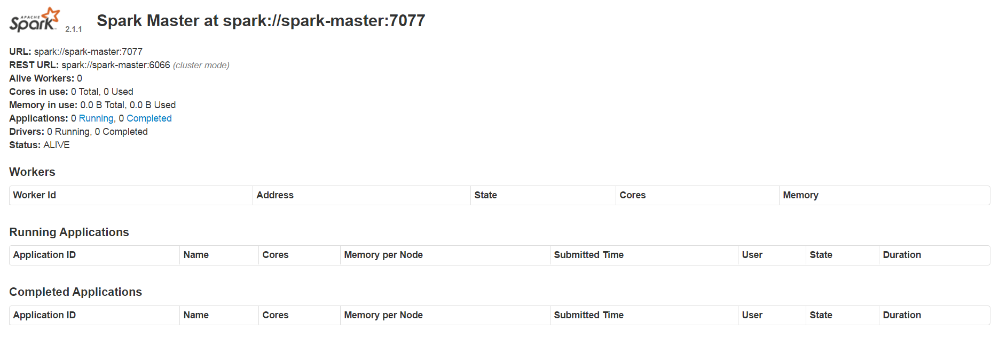 APACHE
Spark 2.1.1 Spark Master at spark://spark-master:7077
URL: spark://spark-master:7077
REST URL: spark://spark-master:6066 (cluster mode)
Alive Workers: 0
Cores in use: 0 Total, 0 Used
Memory in use: 0.0 B Total, 0.0 B Used
Applications: 0 Running, 0 Completed
Drivers: 0 Running, 0 Completed
Status: ALIVE
Workers
Worker Id Address State Cores Memory
Running Applications
Application ID Name Cores Memory per Node Submitted Time User State Duration
Completed Applications
Application ID Name Cores Memory per Node Submitted Time User State Duration